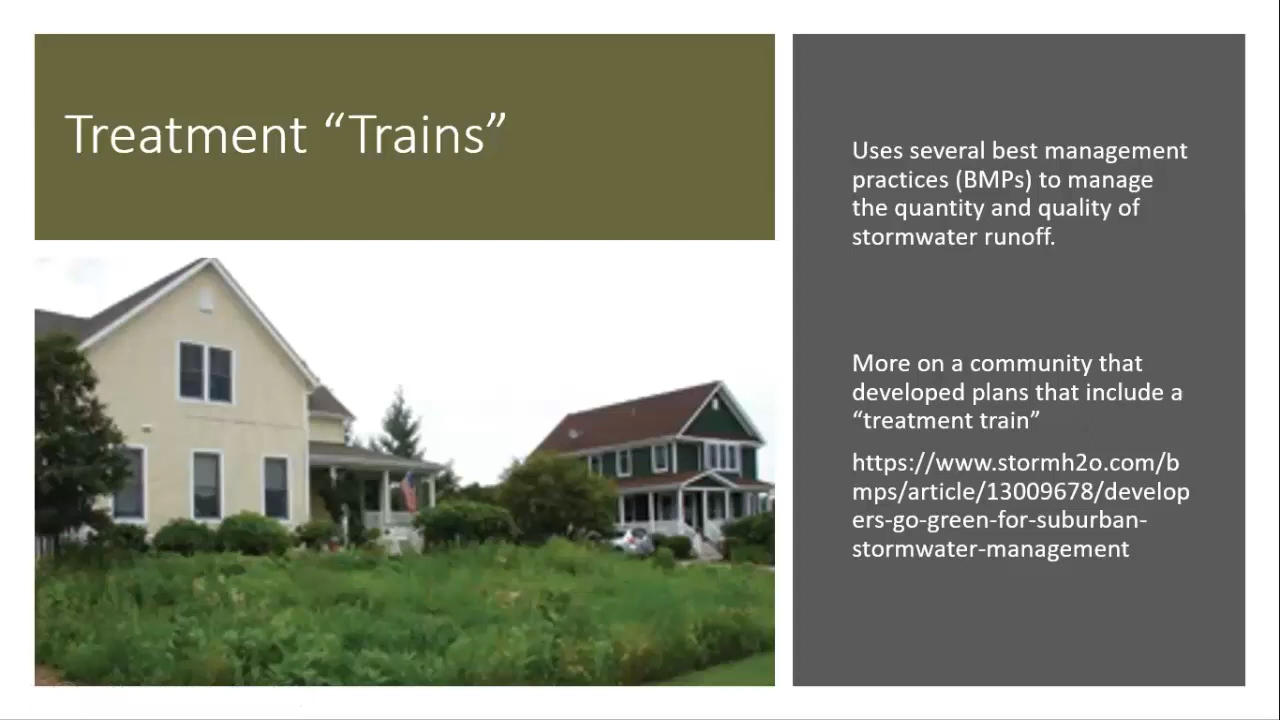 Treatment “Trains”
Uses several best management
practices (BMPs) to manage
the quantity and quality of
stormwater runoff.
More on a community that
developed plans that include a
“treatment train”
https://www.stormh2o.com/b
mps/article/13009678/develop
ers-go-green-for-suburban-
stormwater-management